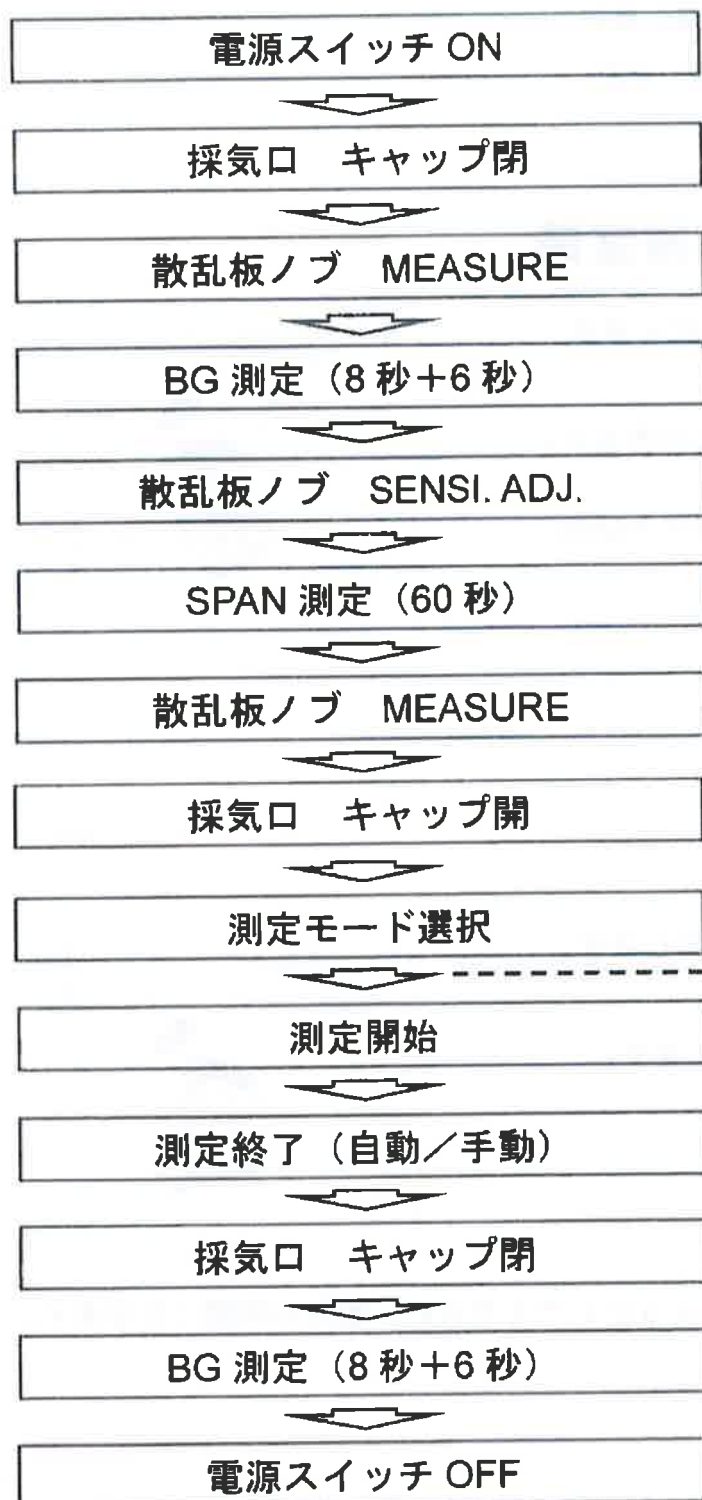 電源スイッチ ON
採気口　キャップ閉
散乱板ノブ　MEASURE
BG 測定（8 秒＋6 秒）
散乱板ノブ　SENSI. ADJ.
SPAN 測定（60 秒）
散乱板ノブ　MEASURE
採気口　キャップ開
測定モード選択
測定開始
測定終了（自動／手動）
採気口　キャップ閉
BG 測定（8 秒＋6 秒）
電源スイッチ OFF